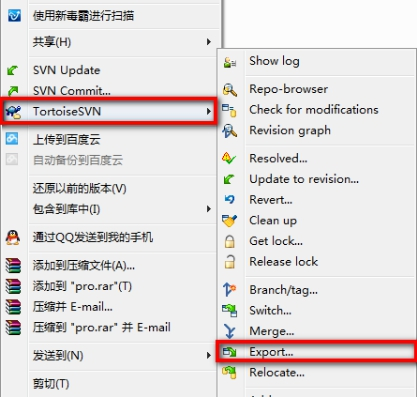 使用新毒霸进行扫描
共享(H)
SVN Update
SVN Commit...
TortoiseSVN
上传到百度云
自动备份到百度云
还原以前的版本(V)
包含到库中(I)
通过QQ发送到我的手机
添加到压缩文件(A)...
添加到 "pro.rar"(T)
压缩并 E-mail...
压缩到 "pro.rar" 并 E-mail
发送到(N)
剪切(T)
Show log
Repo-browser
Check for modifications
Revision graph
Resolved...
Update to revision...
Revert...
Clean up
Get lock...
Release lock
Branch/tag...
Switch...
Merge...
Export...
Relocate...